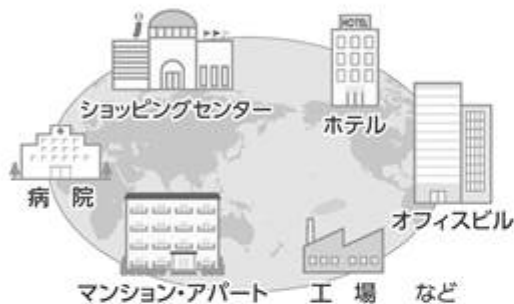 HOTEL
ショッピングセンター
ホテル
病 院
オフィスビル
マンション・アパート
工 場 など